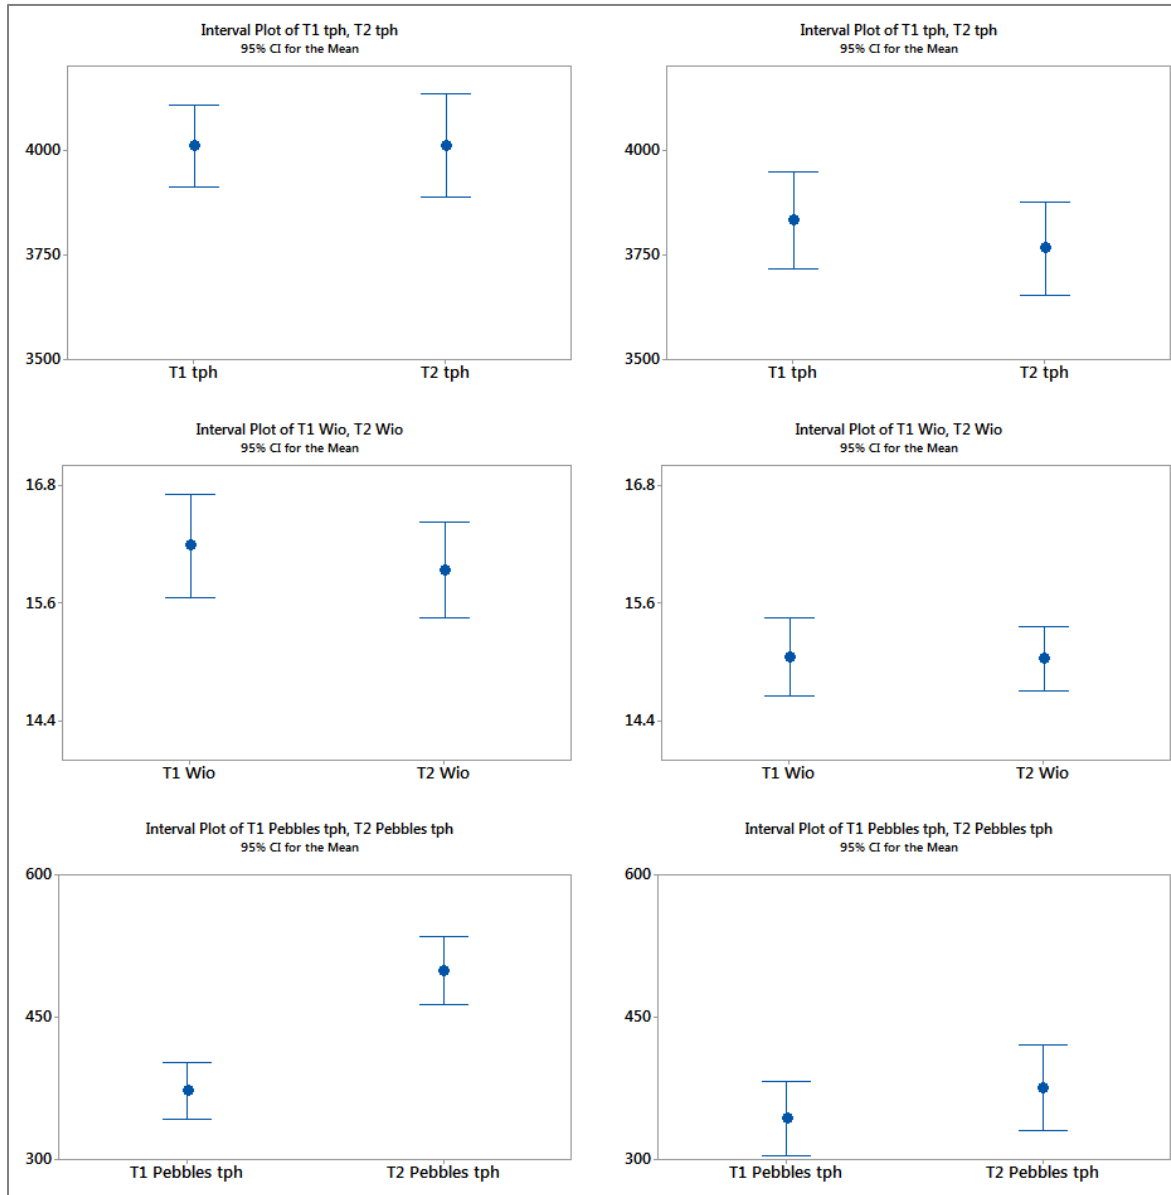 Interval Plot of T1 tph, T2 tph
95% CI for the Mean
4000
3750
3500
T1 tph T2 tph
Interval Plot of T1 tph, T2 tph
95% CI for the Mean
4000
3750
3500
T1 tph T2 tph
Interval Plot of T1 Wio, T2 Wio
95% CI for the Mean
16.8
15.6
14.4
T1 Wio T2 Wio
Interval Plot of T1 Wio, T2 Wio
95% CI for the Mean
16.8
15.6
14.4
T1 Wio T2 Wio
Interval Plot of T1 Pebbles tph, T2 Pebbles tph
95% CI for the Mean
600
450
300
T1 Pebbles tph T2 Pebbles tph
Interval Plot of T1 Pebbles tph, T2 Pebbles tph
95% CI for the Mean
600
450
300
T1 Pebbles tph T2 Pebbles tph